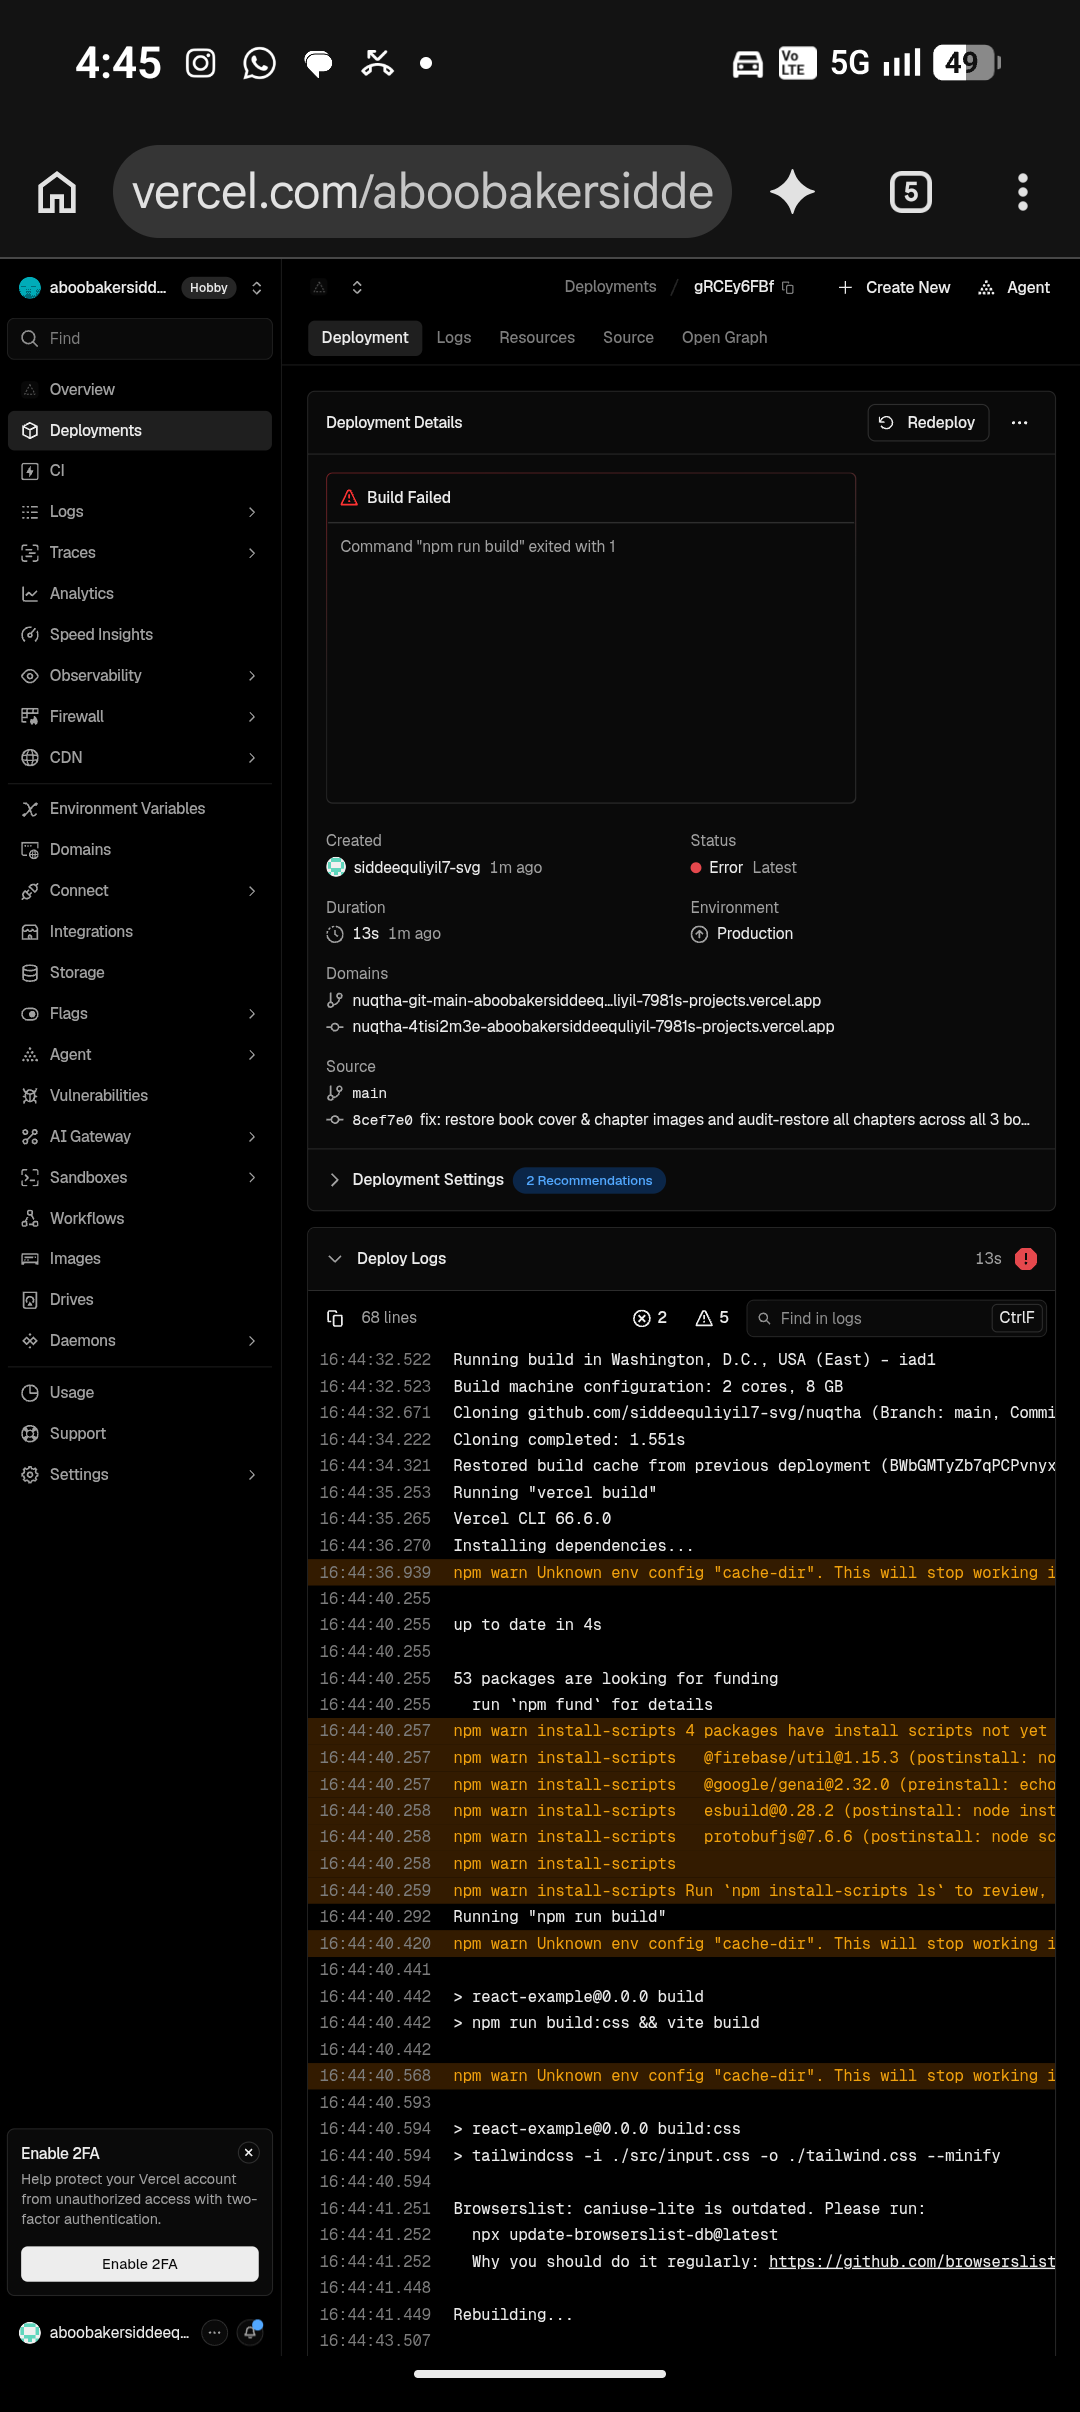 4:45
Vo LTE
5G
49
vercel.com/aboobakersidde
5
aboobakersidd...
Hobby
Deployments / gRCEy6FBf
Create New
Agent
Find
Deployment
Logs
Resources
Source
Open Graph
Overview
Deployments
CI
Logs
Traces
Analytics
Speed Insights
Observability
Firewall
CDN
Environment Variables
Domains
Connect
Integrations
Storage
Flags
Agent
Vulnerabilities
AI Gateway
Sandboxes
Workflows
Images
Drives
Daemons
Usage
Support
Settings
Enable 2FA
Help protect your Vercel account
from unauthorized access with two-
factor authentication.
Enable 2FA
aboobakersiddeeq...
Deployment Details
Redeploy
Build Failed
Command "npm run build" exited with 1
Created
siddeequliyil7-svg 1m ago
Status
Error Latest
Duration
13s 1m ago
Environment
Production
Domains
nuqtha-git-main-aboobakersiddeeq...liyil-7981s-projects.vercel.app
nuqtha-4tisi2m3e-aboobakersiddeequliyil-7981s-projects.vercel.app
Source
main
8cef7e0 fix: restore book cover & chapter images and audit-restore all chapters across all 3 bo...
Deployment Settings
2 Recommendations
Deploy Logs
13s
68 lines
2
5
Find in logs
CtrlF
16:44:32.522 Running build in Washington, D.C., USA (East) – iad1
16:44:32.523 Build machine configuration: 2 cores, 8 GB
16:44:32.671 Cloning github.com/siddeequliyil7-svg/nuqtha (Branch: main, Commi
16:44:34.222 Cloning completed: 1.551s
16:44:34.321 Restored build cache from previous deployment (BWbGMTyZb7qPCPvnyx
16:44:35.253 Running "vercel build"
16:44:35.265 Vercel CLI 66.6.0
16:44:36.270 Installing dependencies...
16:44:36.939 npm warn Unknown env config "cache-dir". This will stop working i
16:44:40.255
16:44:40.255 up to date in 4s
16:44:40.255
16:44:40.255 53 packages are looking for funding
16:44:40.255 run `npm fund` for details
16:44:40.257 npm warn install-scripts 4 packages have install scripts not yet
16:44:40.257 npm warn install-scripts @firebase/util@1.15.3 (postinstall: no
16:44:40.257 npm warn install-scripts @google/genai@2.32.0 (preinstall: echo
16:44:40.258 npm warn install-scripts esbuild@0.28.2 (postinstall: node inst
16:44:40.258 npm warn install-scripts protobufjs@7.6.6 (postinstall: node sc
16:44:40.258 npm warn install-scripts
16:44:40.259 npm warn install-scripts Run `npm install-scripts ls` to review,
16:44:40.292 Running "npm run build"
16:44:40.420 npm warn Unknown env config "cache-dir". This will stop working i
16:44:40.441
16:44:40.442 > react-example@0.0.0 build
16:44:40.442 > npm run build:css && vite build
16:44:40.442
16:44:40.568 npm warn Unknown env config "cache-dir". This will stop working i
16:44:40.593
16:44:40.594 > react-example@0.0.0 build:css
16:44:40.594 > tailwindcss -i ./src/input.css -o ./tailwind.css --minify
16:44:40.594
16:44:41.251 Browserslist: caniuse-lite is outdated. Please run:
16:44:41.252 npx update-browserslist-db@latest
16:44:41.252 Why you should do it regularly: https://github.com/browserslist
16:44:41.448
16:44:41.449 Rebuilding...
16:44:43.507